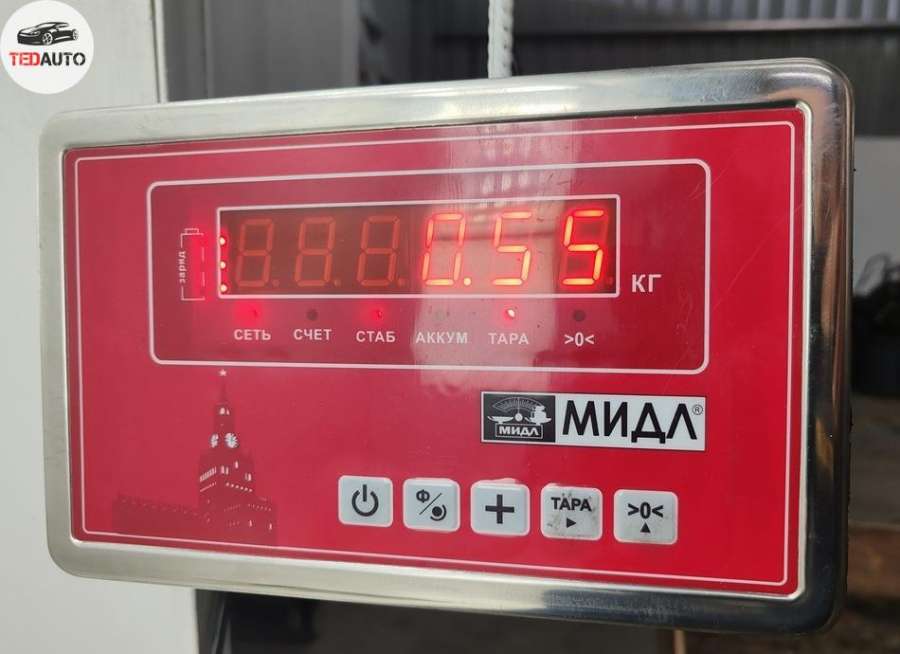 TEDAUTO
заряд
0.55
КГ
СЕТЬ СЧЕТ СТАБ АККУМ ТАРА >0<
МИДЛ
МИДЛ®
Ф
ТАРА
>0<